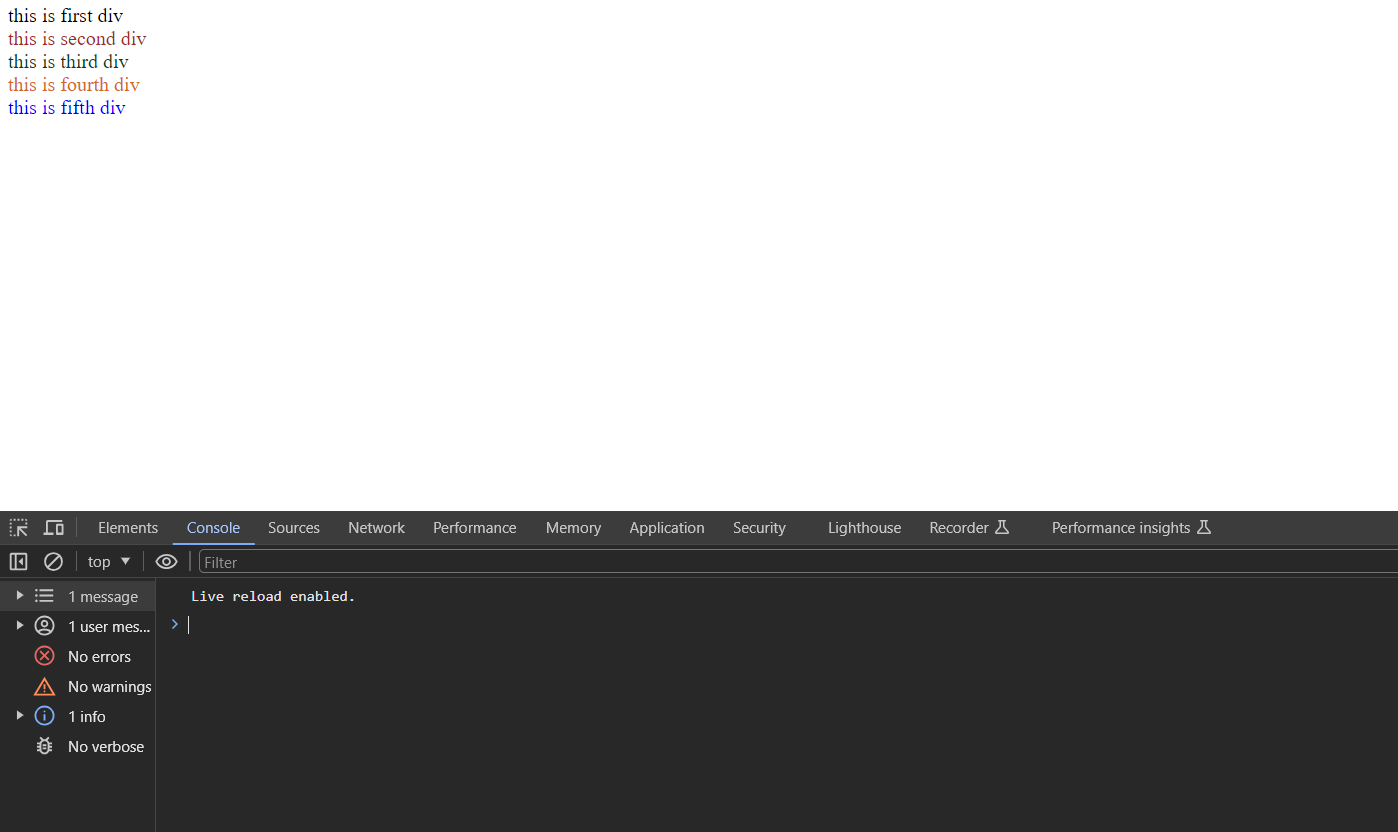 this is first div
this is second div
this is third div
this is fourth div
this is fifth div
Elements Console Sources Network Performance Memory Application Security Lighthouse Recorder Performance insights
top Filter
1 message
Live reload enabled.
1 user mes...
No errors
No warnings
1 info
No verbose